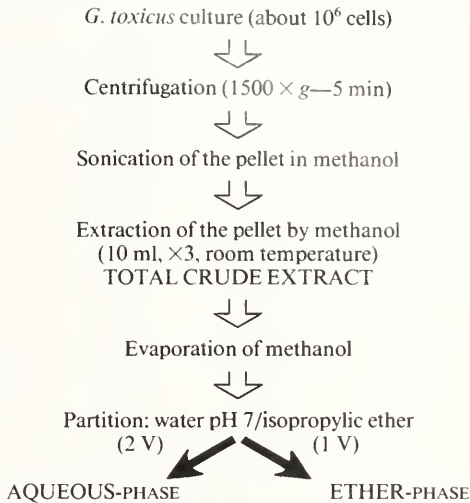 G. toxicus culture (about 10⁶ cells)
Centrifugation (1500 × g—5 min)
Sonication of the pellet in methanol
Extraction of the pellet by methanol
(10 ml, ×3, room temperature)
TOTAL CRUDE EXTRACT
Evaporation of methanol
Partition: water pH 7/isopropylic ether
(2 V) (1 V)
AQUEOUS-PHASE ETHER-PHASE